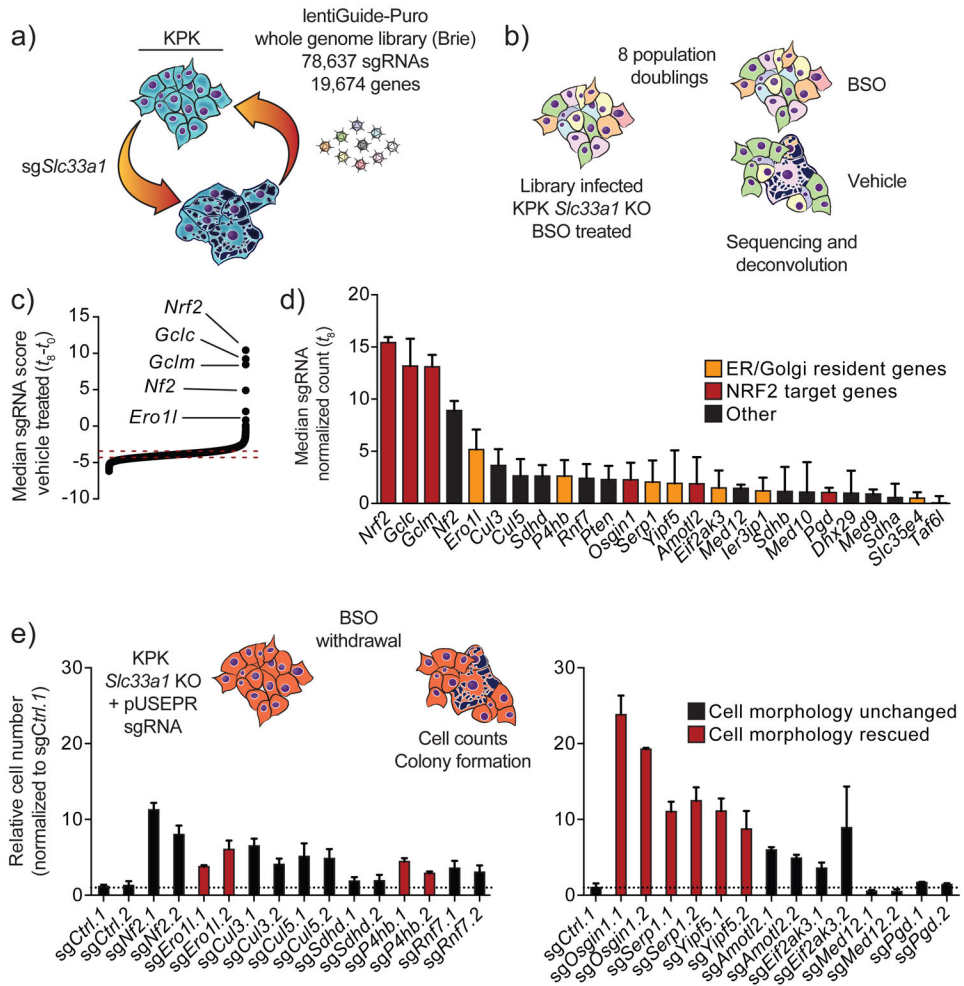 a)
KPK
lentiGuide-Puro
whole genome library (Brie)
78,637 sgRNAs
19,674 genes
sgSlc33a1
b)
8 population
doublings
BSO
Vehicle
Library infected
KPK Slc33a1 KO
BSO treated
Sequencing and
deconvolution
c)
Median sgRNA score
vehicle treated (t8-t0)
15
10
5
0
-5
-10
Nrf2
Gclc
Gclm
Nf2
Ero1l
d)
Median sgRNA
normalized count (t8)
20
15
10
5
0
ER/Golgi resident genes
NRF2 target genes
Other
Nrf2
Gclc
Gclm
Nf2
Ero1l
Cul3
Cul5
Sdhd
P4hb
Rnf7
Pten
Osgin1
Serp1
Yipf5
Amotl2
Eif2ak3
Med12
Ier3ip1
Sdhb
Med10
Pgd
Dhx29
Med9
Sdha
Slc35e4
Taf6l
e)
BSO
withdrawal
KPK
Slc33a1 KO
+ pUSEPR
sgRNA
Cell counts
Colony formation
Relative cell number
(normalized to sgCtrl.1)
30
20
10
0
sgCtrl.1
sgCtrl.2
sgNf2.1
sgNf2.2
sgEro1l.1
sgEro1l.2
sgCul3.1
sgCul3.2
sgCul5.1
sgCul5.2
sgSdhd.1
sgSdhd.2
sgP4hb.1
sgP4hb.2
sgRnf7.1
sgRnf7.2
30
20
10
0
Cell morphology unchanged
Cell morphology rescued
sgCtrl.1
sgOsgin1.1
sgOsgin1.2
sgSerp1.1
sgSerp1.2
sgYipf5.1
sgYipf5.2
sgAmotl2.1
sgAmotl2.2
sgEif2ak3.1
sgEif2ak3.2
sgMed12.1
sgMed12.2
sgPgd.1
sgPgd.2